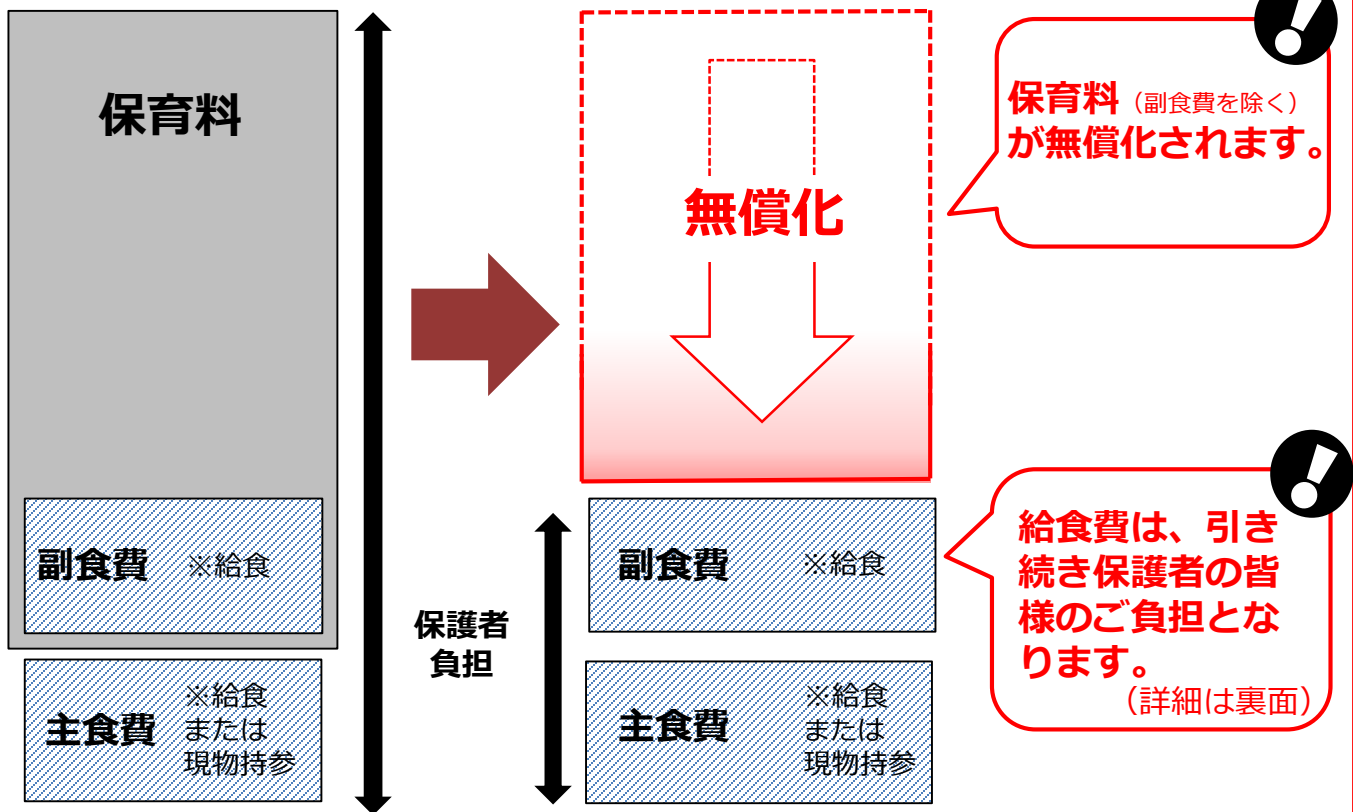 保育料
副食費 ※給食
主食費 ※給食
または
現物持参
保護者
負担
無償化
副食費 ※給食
主食費 ※給食
または
現物持参
保育料（副食費を除く）
が無償化されます。
給食費は、引き
続き保護者の皆
様のご負担とな
ります。
（詳細は裏面）